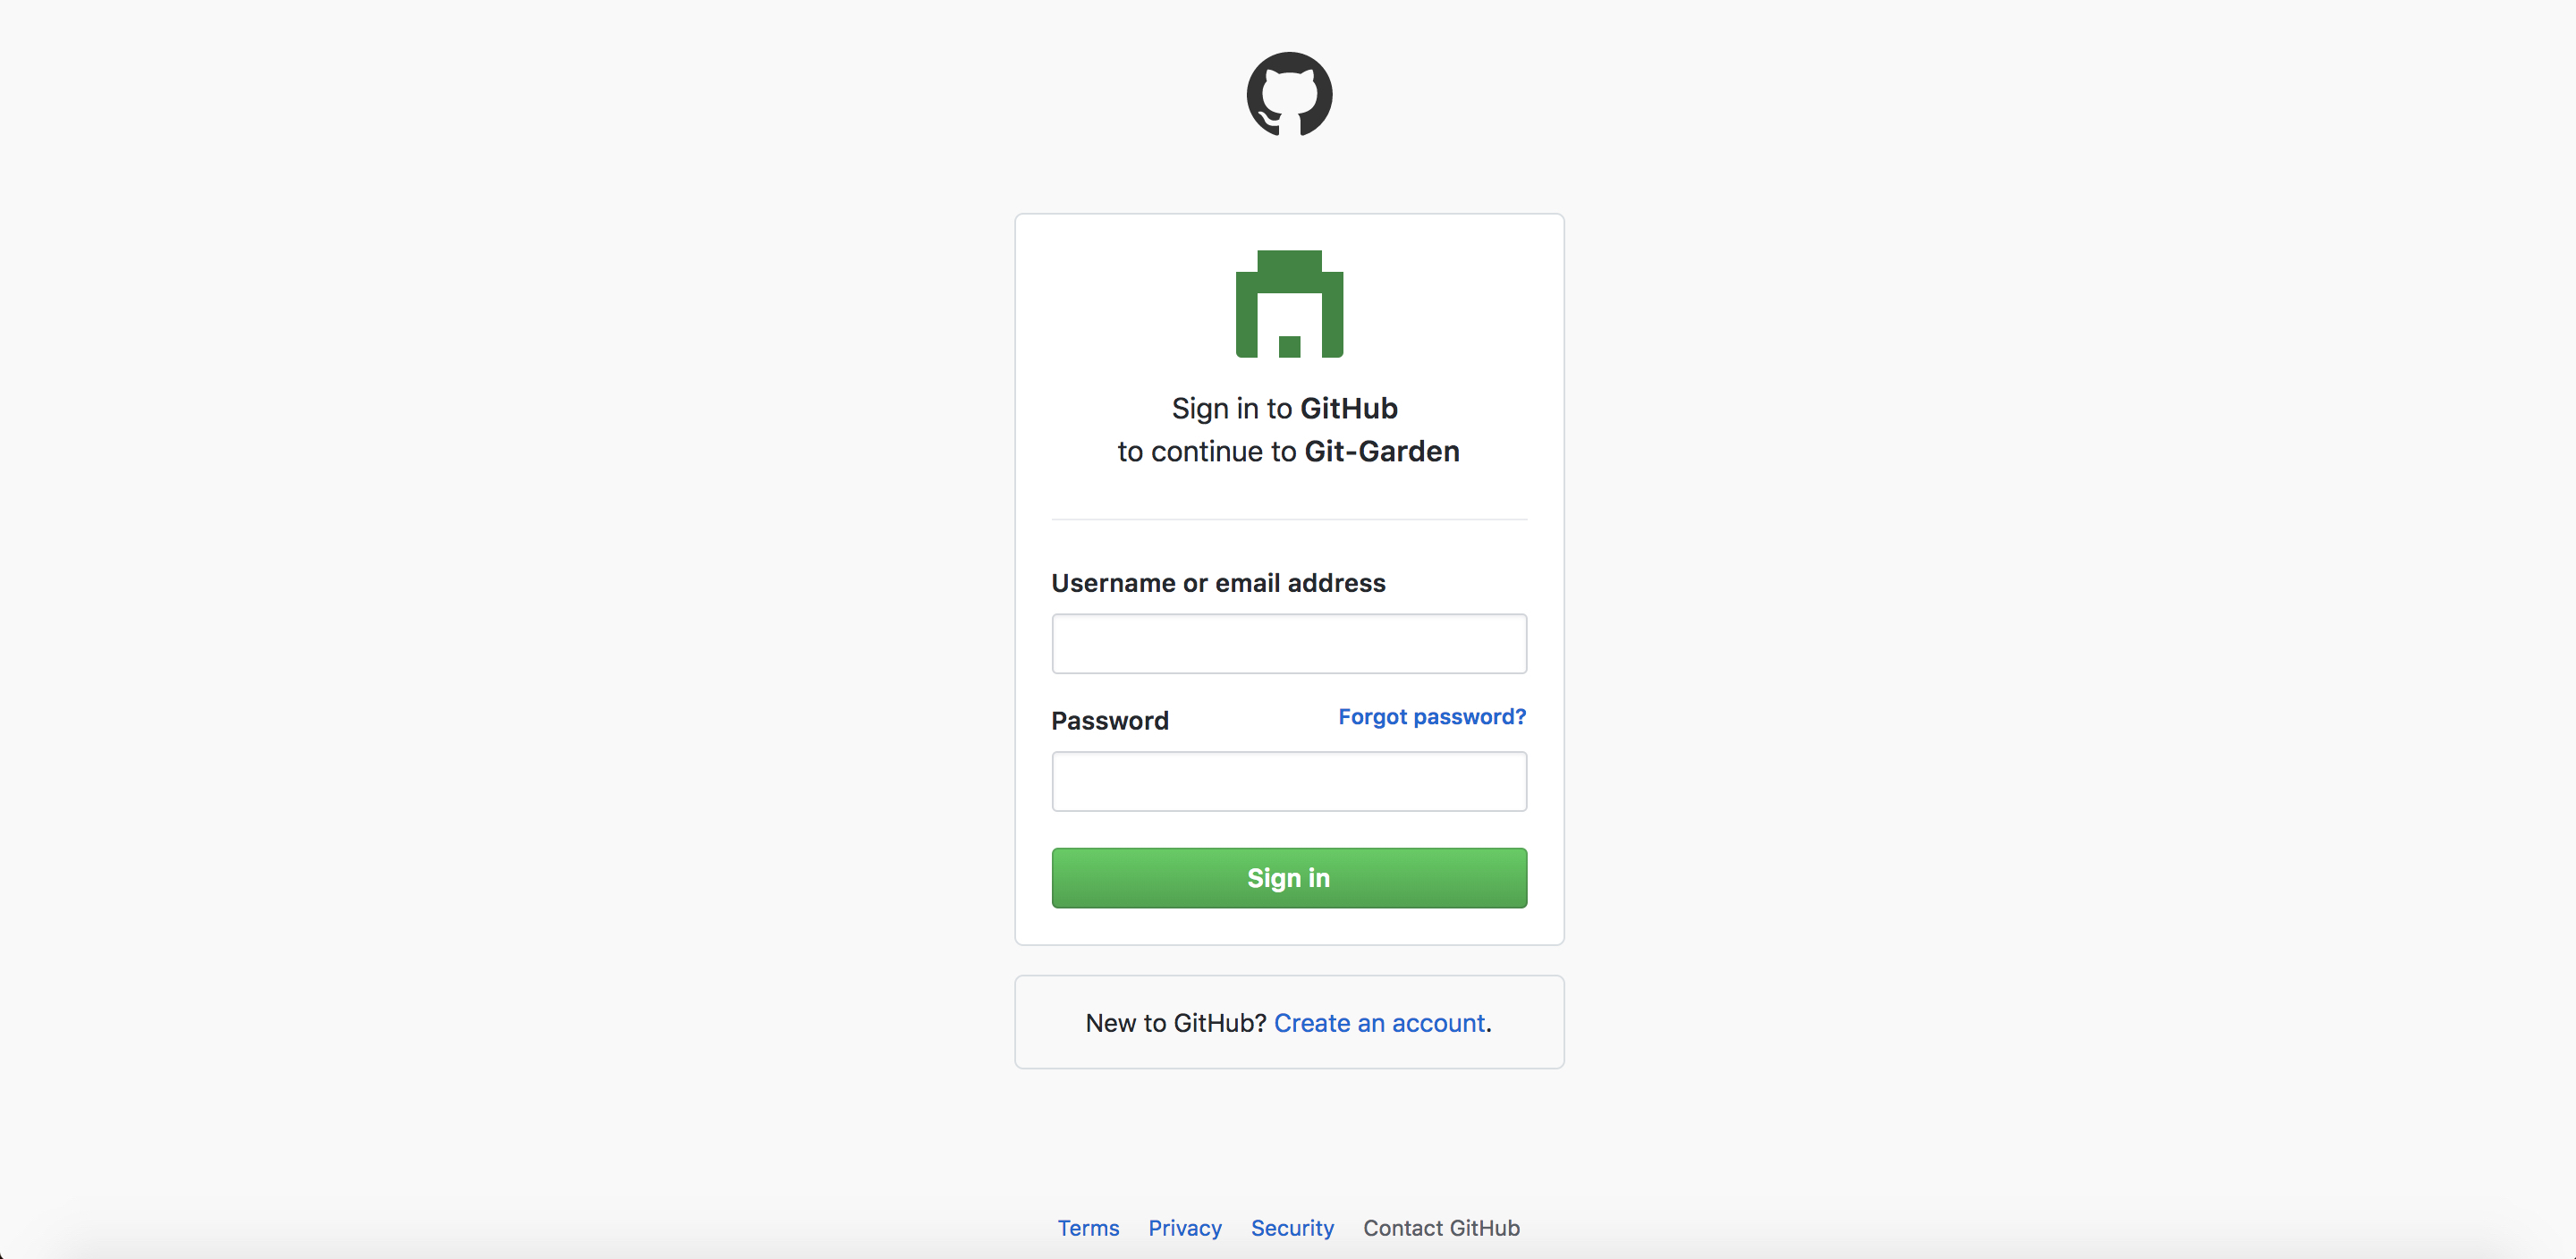 Sign in to GitHub
to continue to Git-Garden
Username or email address
Password
Forgot password?
Sign in
New to GitHub? Create an account.
Terms Privacy Security Contact GitHub